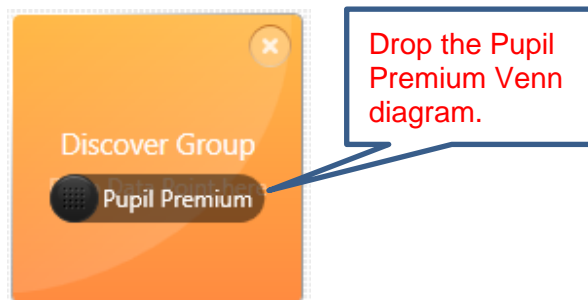 Drop the Pupil
Premium Venn
diagram.
Discover Group
Pupil Premium